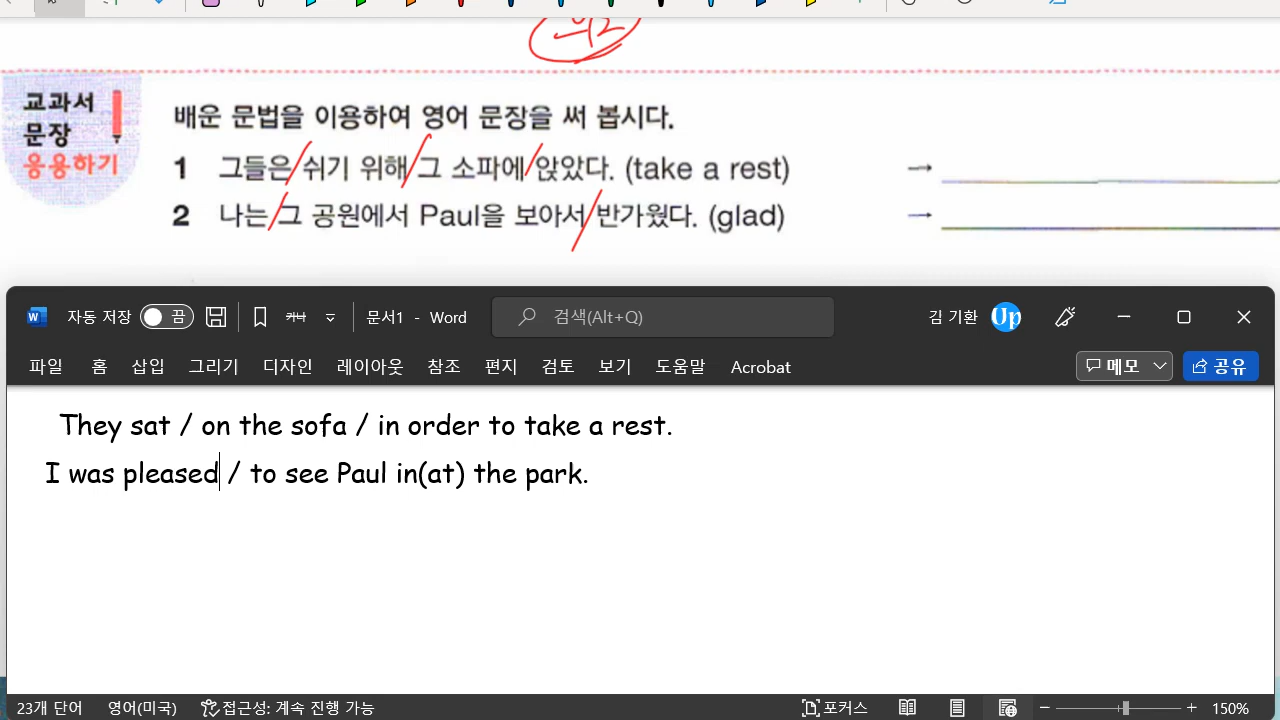 교과서
문장
응용하기
배운 문법을 이용하여 영어 문장을 써 봅시다.
1 그들은 쉬기 위해 그 소파에 앉았다. (take a rest) →
2 나는 그 공원에서 Paul을 보아서 반가웠다. (glad) →
자동 저장 끔 가나 문서1 - Word 검색(Alt+Q) 김 기환 Up
파일 홈 삽입 그리기 디자인 레이아웃 참조 편지 검토 보기 도움말 Acrobat 메모 공유
They sat / on the sofa / in order to take a rest.
I was pleased / to see Paul in(at) the park.
23개 단어 영어(미국) 접근성: 계속 진행 가능 포커스 150%